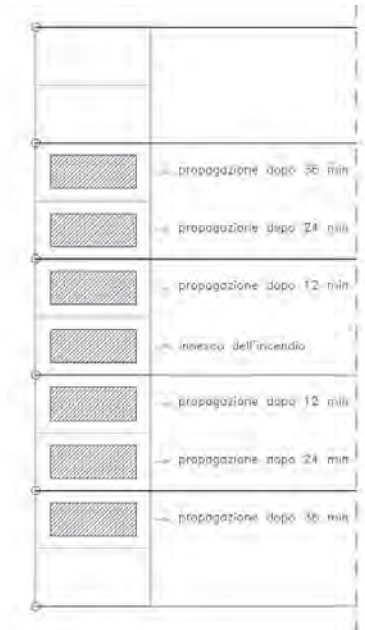 propagazione dopo 36 min
propagazione dopo 24 min
propagazione dopo 12 min
innesco dell'incendio
propagazione dopo 12 min
propagazione dopo 24 min
propagazione dopo 36 min